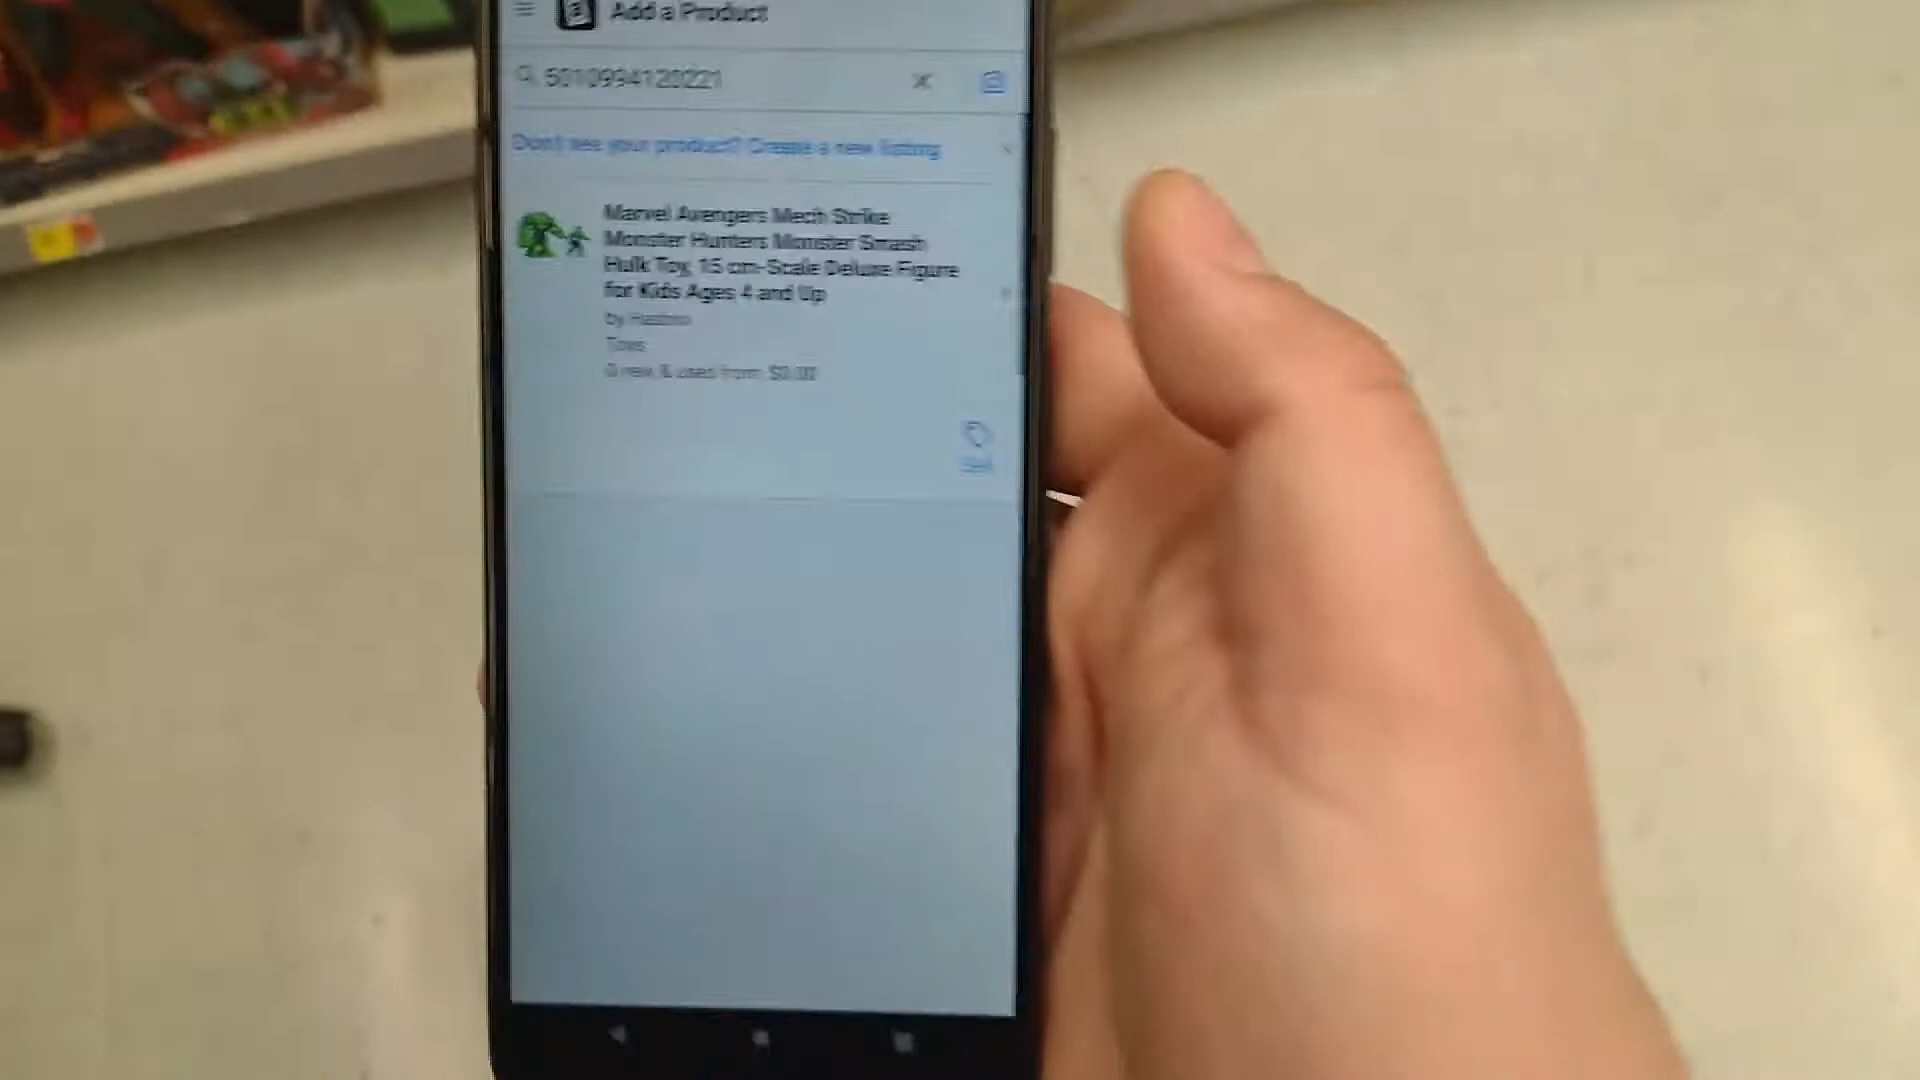 Add a Product
5010994120221
Don't see your product? Create a new listing
Marvel Avengers Mech Strike
Monster Hunters Monster Smash
Hulk Toy, 15 cm-Scale Deluxe Figure
for Kids Ages 4 and Up
by Hasbro
Toys
0 new & used from: $0.00
Sell